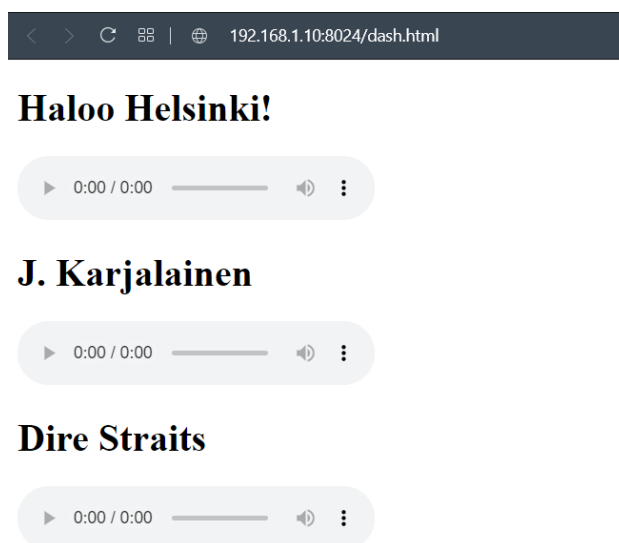 192.168.1.10:8024/dash.html
Haloo Helsinki!
0:00 / 0:00
J. Karjalainen
0:00 / 0:00
Dire Straits
0:00 / 0:00